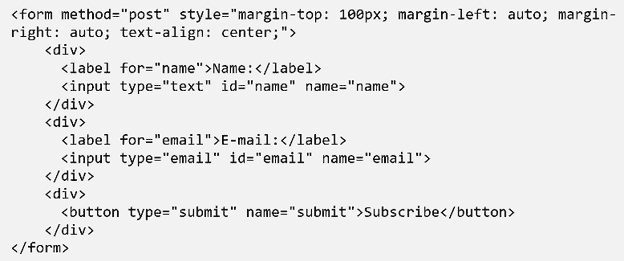 <form method="post" style="margin-top: 100px; margin-left: auto; margin-
right: auto; text-align: center;">
    <div>
      <label for="name">Name:</label>
      <input type="text" id="name" name="name">
    </div>
    <div>
      <label for="email">E-mail:</label>
      <input type="email" id="email" name="email">
    </div>
    <div>
      <button type="submit" name="submit">Subscribe</button>
    </div>
</form>